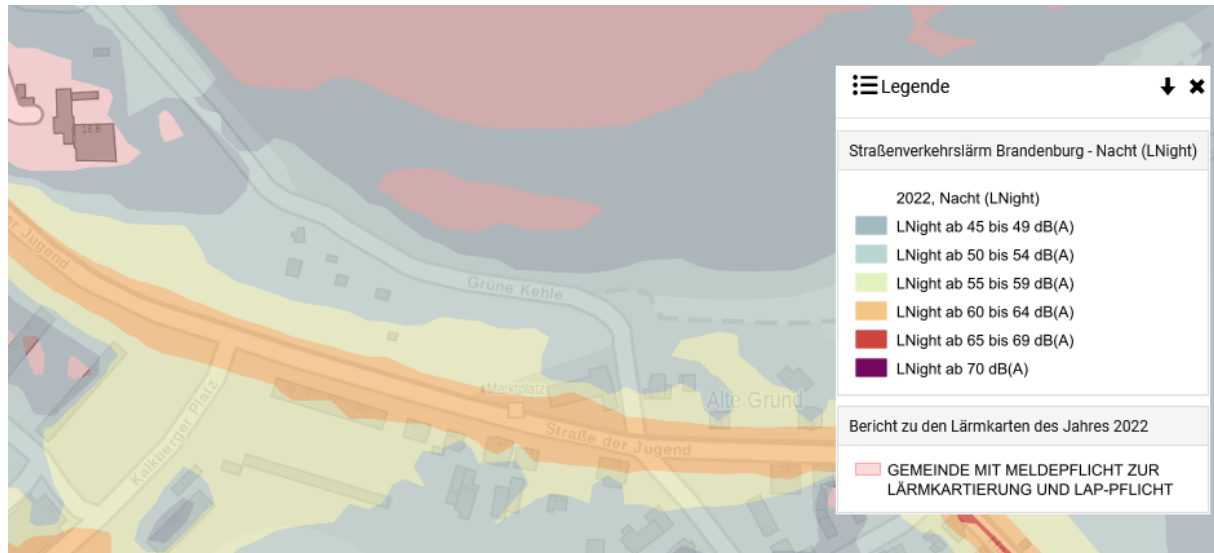 Legende
Straßenverkehrslärm Brandenburg - Nacht (LNight)
2022, Nacht (LNight)
LNight ab 45 bis 49 dB(A)
LNight ab 50 bis 54 dB(A)
LNight ab 55 bis 59 dB(A)
LNight ab 60 bis 64 dB(A)
LNight ab 65 bis 69 dB(A)
LNight ab 70 dB(A)
Bericht zu den Lärmkarten des Jahres 2022
GEMEINDE MIT MELDEPFLICHT ZUR
LÄRMKARTIERUNG UND LAP-PFLICHT
er Jugend
Grüne Kehle
Kalkberger Platz
Marktplatz
Alte Grund
Straße der Jugend